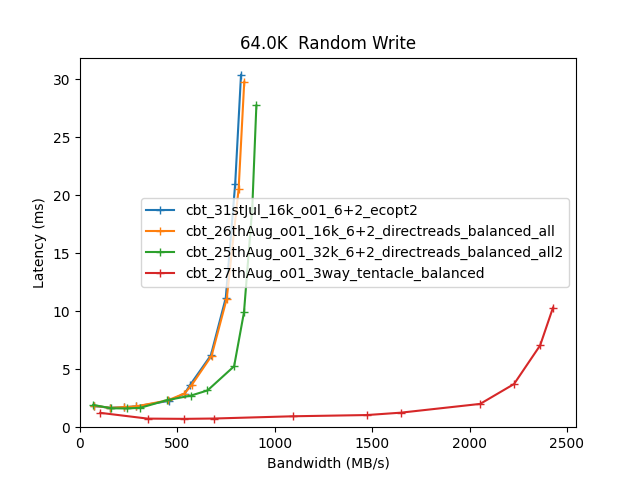 64.0K  Random Write
30
25
20
15
10
5
0
Latency (ms)
cbt_31stJul_16k_o01_6+2_ecopt2
cbt_26thAug_o01_16k_6+2_directreads_balanced_all
cbt_25thAug_o01_32k_6+2_directreads_balanced_all2
cbt_27thAug_o01_3way_tentacle_balanced
0 500 1000 1500 2000 2500
Bandwidth (MB/s)